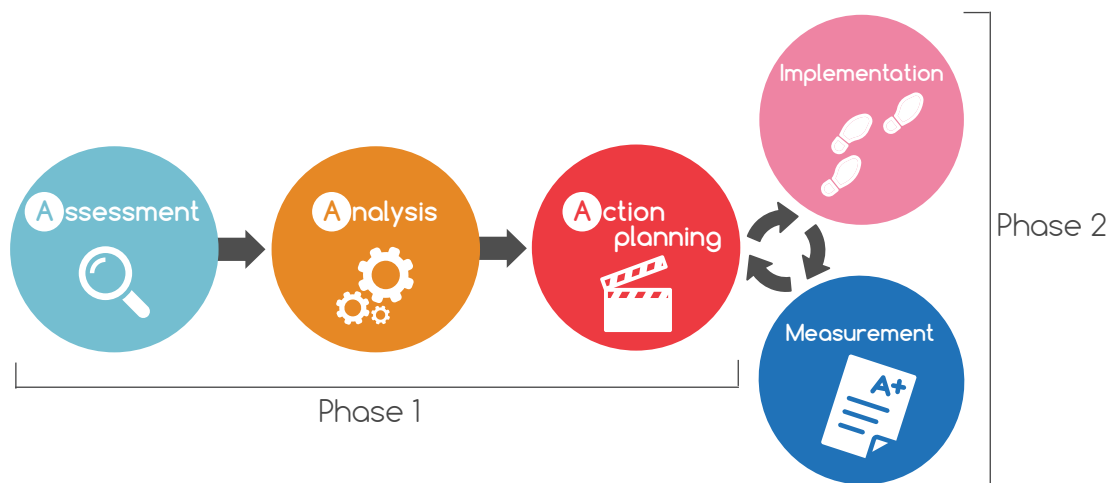 Assessment
Analysis
Action
planning
Implementation
Measurement
A+
Phase 1
Phase 2